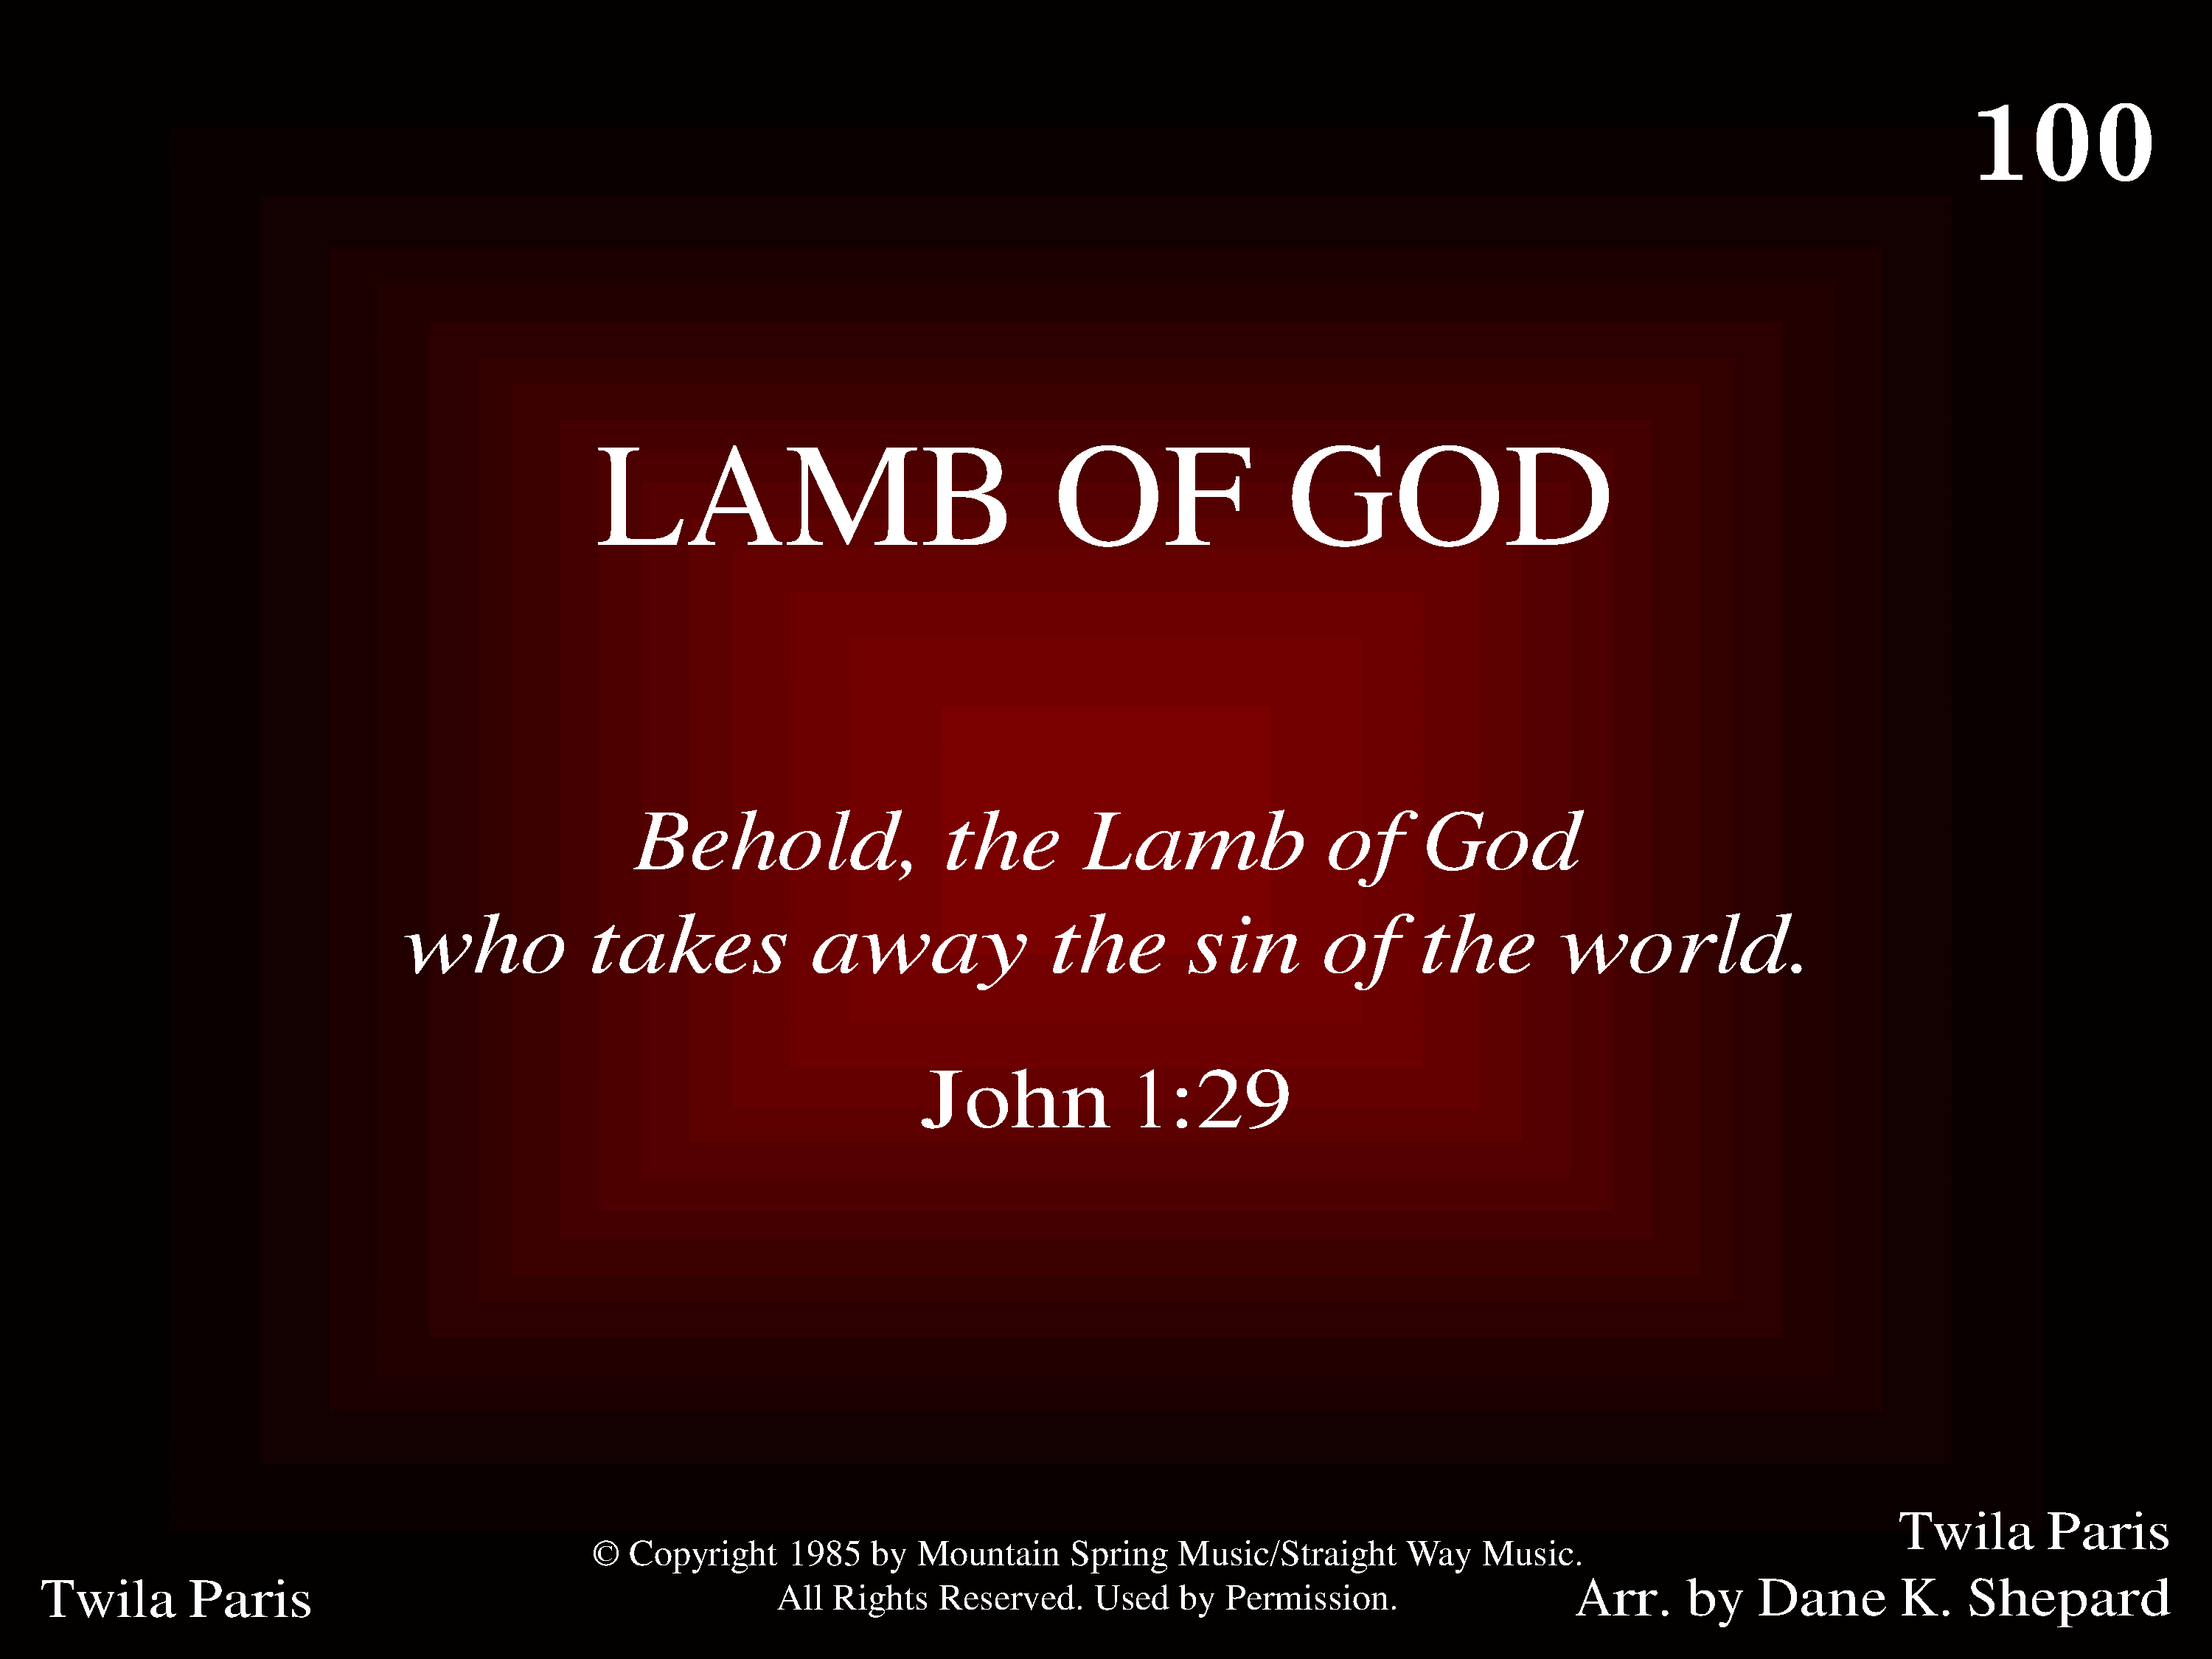 100
LAMB OF GOD
Behold, the Lamb of God
who takes away the sin of the world.
John 1:29
Twila Paris
© Copyright 1985 by Mountain Spring Music/Straight Way Music.
All Rights Reserved. Used by Permission.
Twila Paris
Arr. by Dane K. Shepard